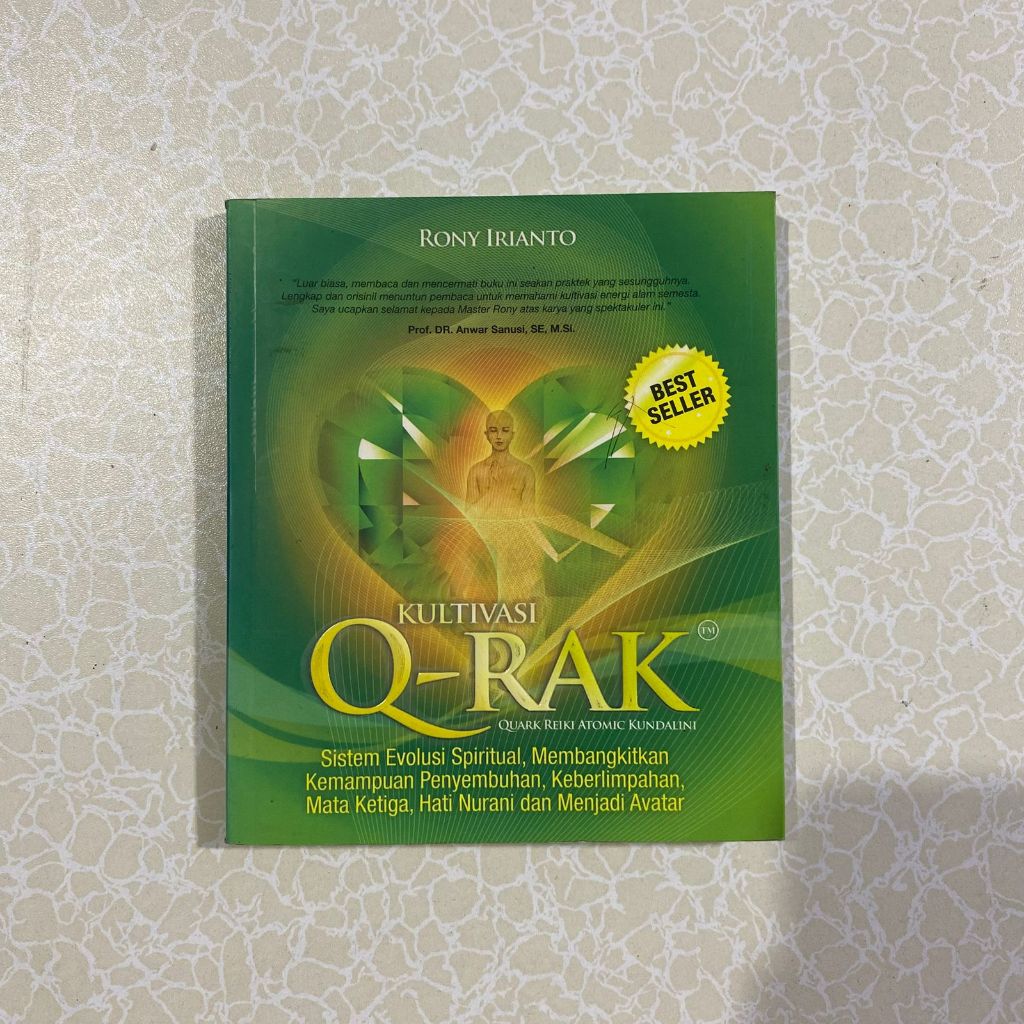 RONY IRIANTO
"Luar biasa, membaca dan mencermati buku ini seakan praktek yang sesungguhnya.
Lengkap dan orisinil menuntun pembaca untuk memahami kultivasi energi alam semesta.
Saya ucapkan selamat kepada Master Rony atas karya yang spektakuler ini."
Prof. DR. Anwar Sanusi, SE, M.Si.
BEST
SELLER
KULTIVASI
Q-RAK TM
QUARK REIKI ATOMIC KUNDALINI
Sistem Evolusi Spiritual, Membangkitkan
Kemampuan Penyembuhan, Keberlimpahan,
Mata Ketiga, Hati Nurani dan Menjadi Avatar